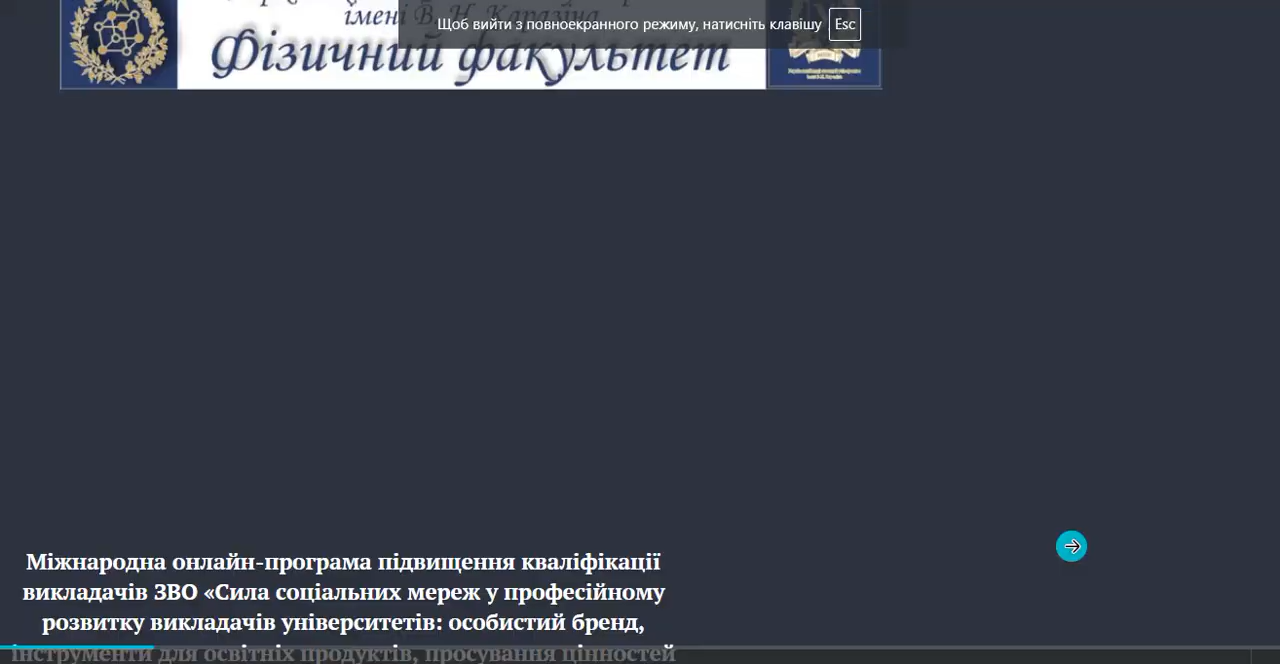 імені В. Н. Каразіна
Щоб вийти з повноекранного режиму, натисніть клавішу Esc
Фізичний факультет
Міжнародна онлайн-програма підвищення кваліфікації
викладачів ЗВО «Сила соціальних мереж у професійному
розвитку викладачів університетів: особистий бренд,
інструменти для освітніх продуктів, просування цінностей